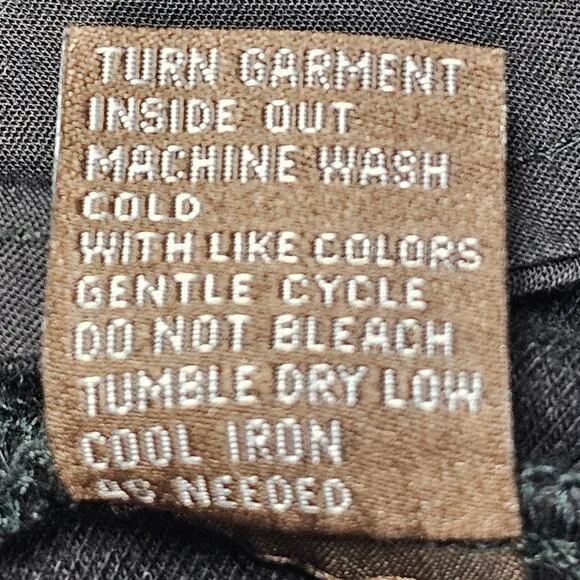 TURN GARMENT
INSIDE OUT
MACHINE WASH
COLD
WITH LIKE COLORS
GENTLE CYCLE
DO NOT BLEACH
TUMBLE DRY LOW
COOL IRON
AS NEEDED